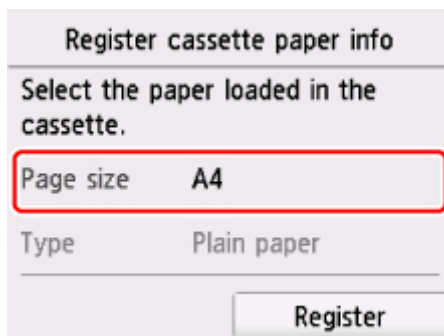 Register cassette paper info
Select the paper loaded in the
cassette.
Page size A4
Type Plain paper
Register